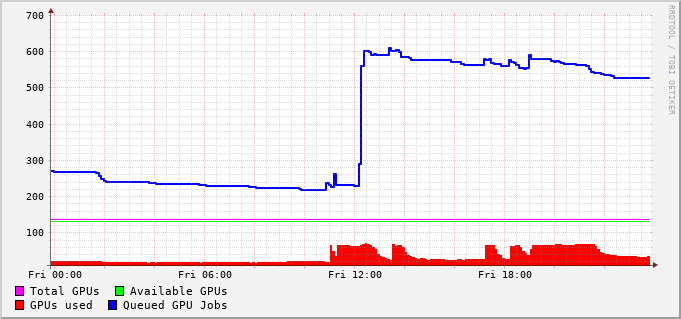 700
600
500
400
300
200
100
Fri 00:00 Fri 06:00 Fri 12:00 Fri 18:00
RRDTOOL / TOBI OETIKER
Total GPUs Available GPUs
GPUs used Queued GPU Jobs